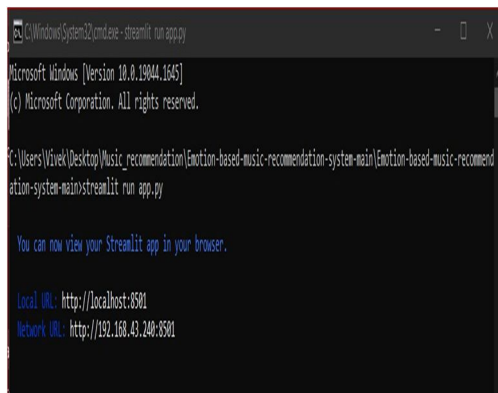 C:\Windows\System32\cmd.exe - streamlit run app.py
Microsoft Windows [Version 10.0.19044.1645]
(c) Microsoft Corporation. All rights reserved.
C:\Users\Vivek\Desktop\Music_recommendation\Emotion-based-music-recommendation-system-main\Emotion-based-music-recommend
ation-system-main>streamlit run app.py
You can now view your Streamlit app in your browser.
Local URL: http://localhost:8501
Network URL: http://192.168.43.240:8501